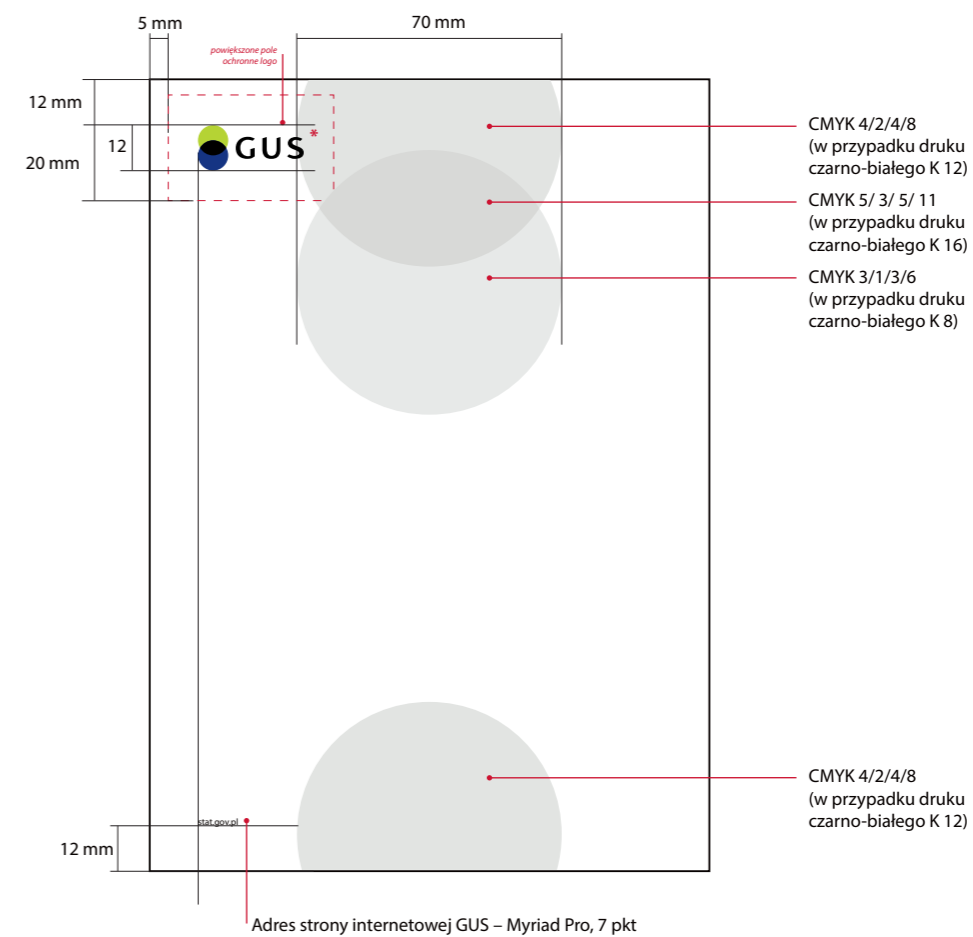 5 mm
70 mm
powiększone pole
ochronne logo
12 mm
12
20 mm
GUS*
CMYK 4/2/4/8
(w przypadku druku
czarno-białego K 12)
CMYK 5/ 3/ 5/ 11
(w przypadku druku
czarno-białego K 16)
CMYK 3/1/3/6
(w przypadku druku
czarno-białego K 8)
CMYK 4/2/4/8
(w przypadku druku
czarno-białego K 12)
stat.gov.pl
12 mm
Adres strony internetowej GUS – Myriad Pro, 7 pkt